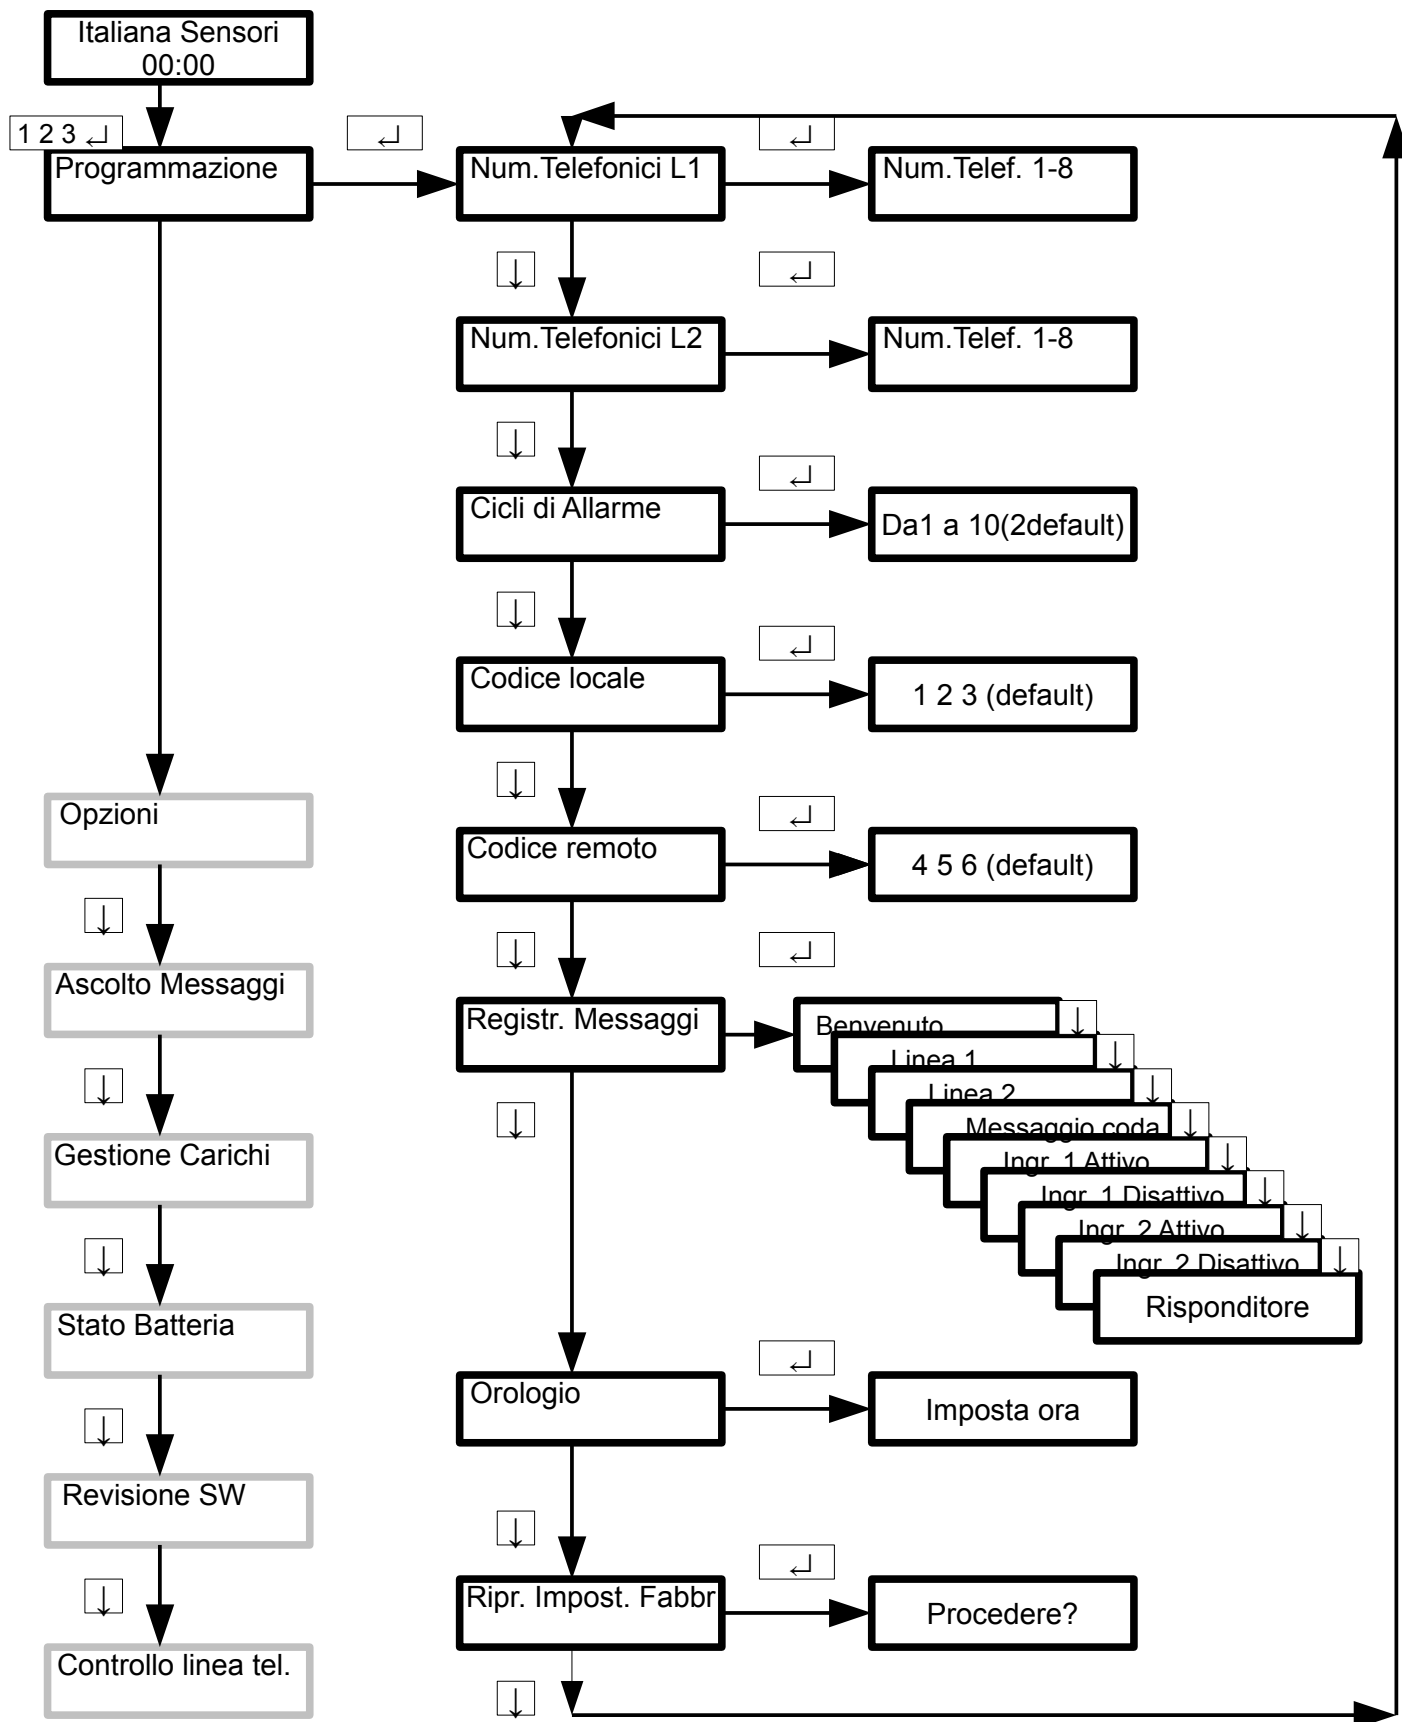 Italiana Sensori
00:00
1 2 3 ↵
↵
↵
Programmazione
Num.Telefonici L1
Num.Telef. 1-8
↓
↵
Num.Telefonici L2
Num.Telef. 1-8
↓
↵
Cicli di Allarme
Da1 a 10(2default)
↓
↵
Codice locale
1 2 3 (default)
↓
↵
Opzioni
Codice remoto
4 5 6 (default)
↓
↓
↵
Ascolto Messaggi
Registr. Messaggi
Benvenuto
↓
Linea 1
↓
Linea 2
↓
Messaggio coda
↓
Ingr. 1 Attivo
↓
Ingr. 1 Disattivo
↓
Ingr. 2 Attivo
↓
Ingr. 2 Disattivo
↓
Risponditore
↓
↓
Gestione Carichi
↓
Stato Batteria
↵
Orologio
Imposta ora
↓
Revisione SW
↓
↵
Ripr. Impost. Fabbr
Procedere?
↓
Controllo linea tel.
↓